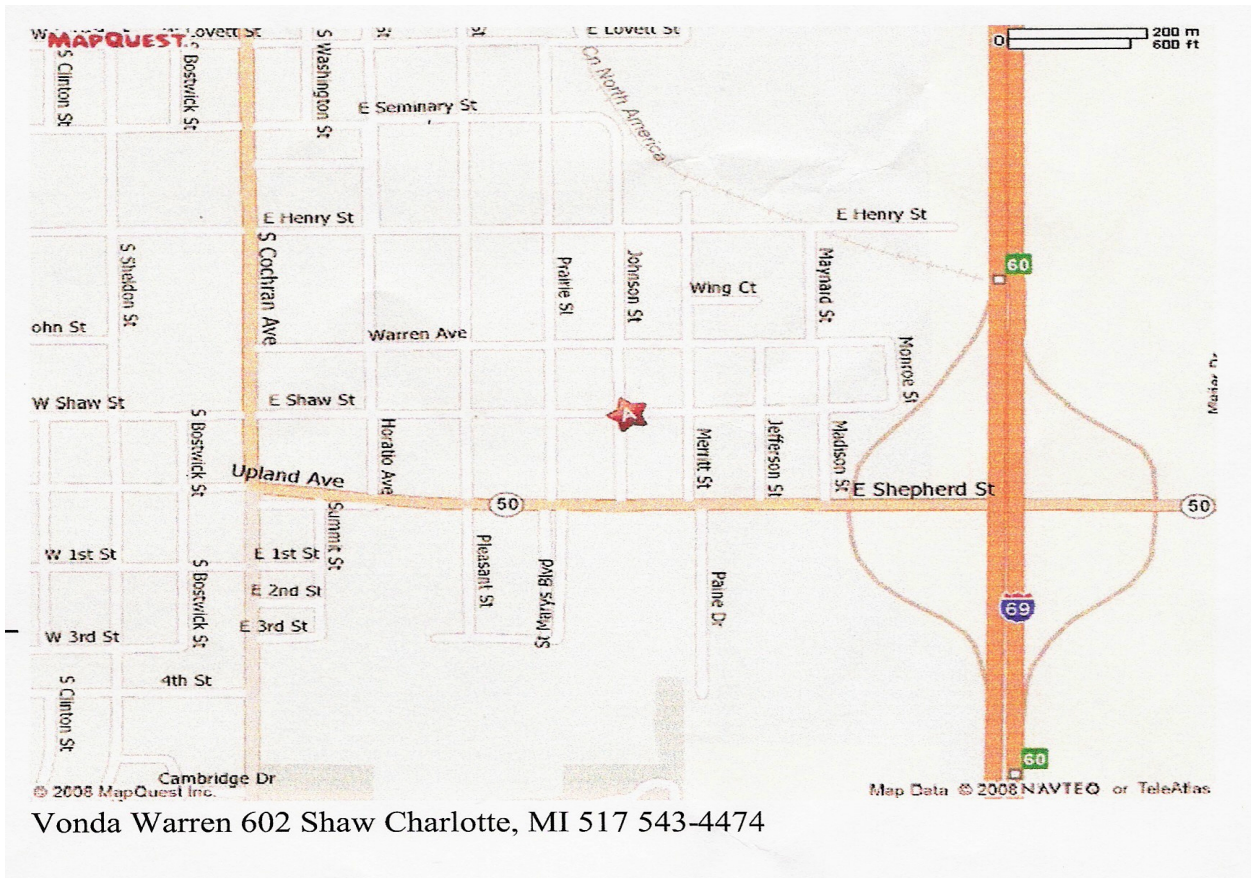 W
Lovett St
MAPQUEST.
E Lovett St
O
200 m
600 ft
S Clinton St
S Bostwick St
S Washington St
St
St
Cn North America
E Seminary St
E Henry St
E Henry St
S Sheldon St
S Cochran Ave
Prairie St
Johnson St
Wing Ct
Maynard St
60
ohn St
Warren Ave
Monroe St
W Shaw St
E Shaw St
A
S Bostwick St
Horatio Ave
Merritt St
Jefferson St
Madison St
Upland Ave
50
E Shepherd St
50
Summit St
W 1st St
E 1st St
Pleasant St
St Marys Blvd
Paine Dr
S Bostwick St
E 2nd St
69
W 3rd St
E 3rd St
4th St
S Clinton St
60
Cambridge Dr
© 2008 MapQuest Inc.
Map Data © 2008 NAVTEQ or TeleAtlas
Vonda Warren 602 Shaw Charlotte, MI 517 543-4474